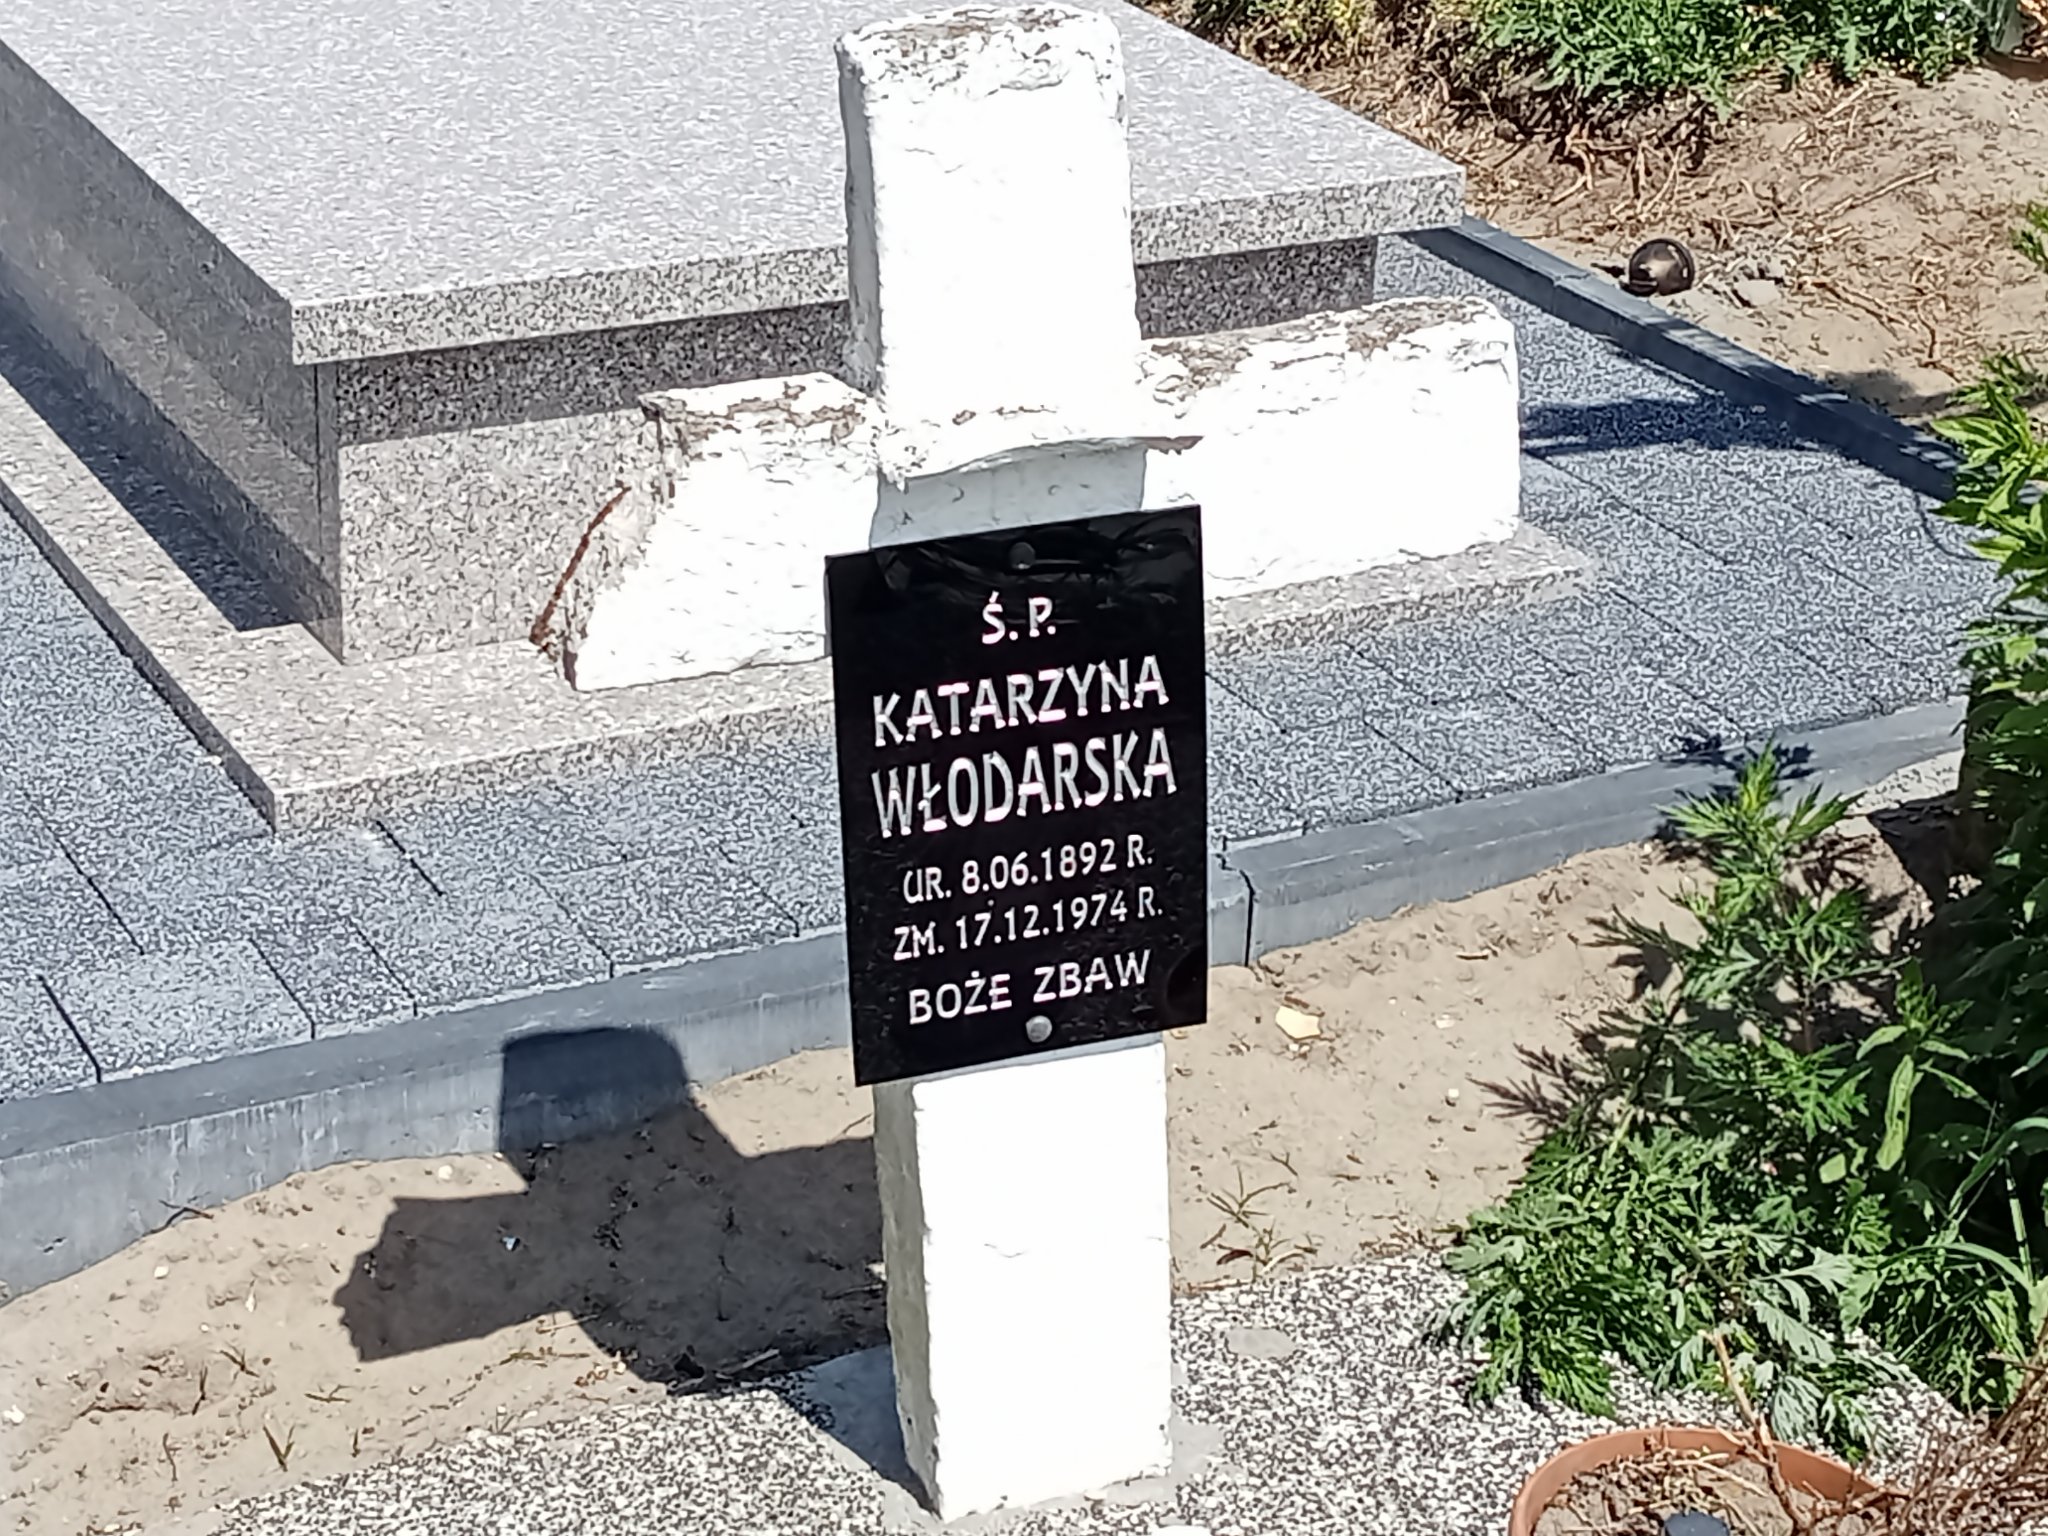 Ś. P.
KATARZYNA
WŁODARSKA
UR. 8.06.1892 R.
ZM. 17.12.1974 R.
BOŻE ZBAW